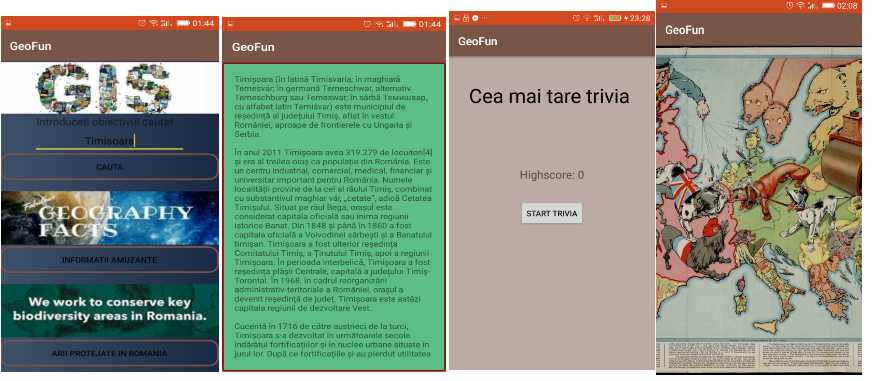 01:44
GeoFun
GIS
Introduceti obiectivul cautat
Timisoara
CAUTA
GEOGRAPHY
FACTS
INFORMATII AMUZANTE
We work to conserve key
biodiversity areas in Romania.
ARII PROTEJATE IN ROMANIA
01:44
GeoFun
Timișoara (în latină Timisvaria; în maghiară
Temesvár; în germană Temeschwar, alternativ
Temeschburg sau Temeswar; în sârbă Темишвар,
cu alfabet latin Temišvar) este municipiul de
reședință al județului Timiș, aflat în vestul
României, aproape de frontierele cu Ungaria și
Serbia.
În anul 2011 Timișoara avea 319.279 de locuitori[4]
și era al treilea oraș ca populație din România. Este
un centru industrial, comercial, medical, financiar și
universitar important pentru România. Numele
localității provine de la cel al râului Timiș, combinat
cu substantivul maghiar vár, „cetate”, adică Cetatea
Timișului. Situat pe râul Bega, orașul este
considerat capitala oficială sau inima regiunii
istorice Banat. Din 1848 și până în 1860 a fost
capitala oficială a Voivodinei sârbești și a Banatului
timișan. Timișoara a fost ulterior reședința
Comitatului Timiș, a Ținutului Timiș, apoi a regiunii
Timișoara. În perioada interbelică, Timișoara a fost
reședința plășii Centrale, capitală a județului Timiș-
Torontal. În 1968, în cadrul reorganizării
administrativ-teritoriale a României, orașul a
devenit reședință de județ. Timișoara este astăzi
capitala regiunii de dezvoltare Vest.
Cucerită în 1716 de către austrieci de la turci,
Timișoara s-a dezvoltat în următoarele secole
îndărătul fortificațiilor și în nuclee urbane situate în
jurul lor. După ce fortificațiile și-au pierdut utilitatea
23:28
GeoFun
Cea mai tare trivia
Highscore: 0
START TRIVIA
02:08
GeoFun